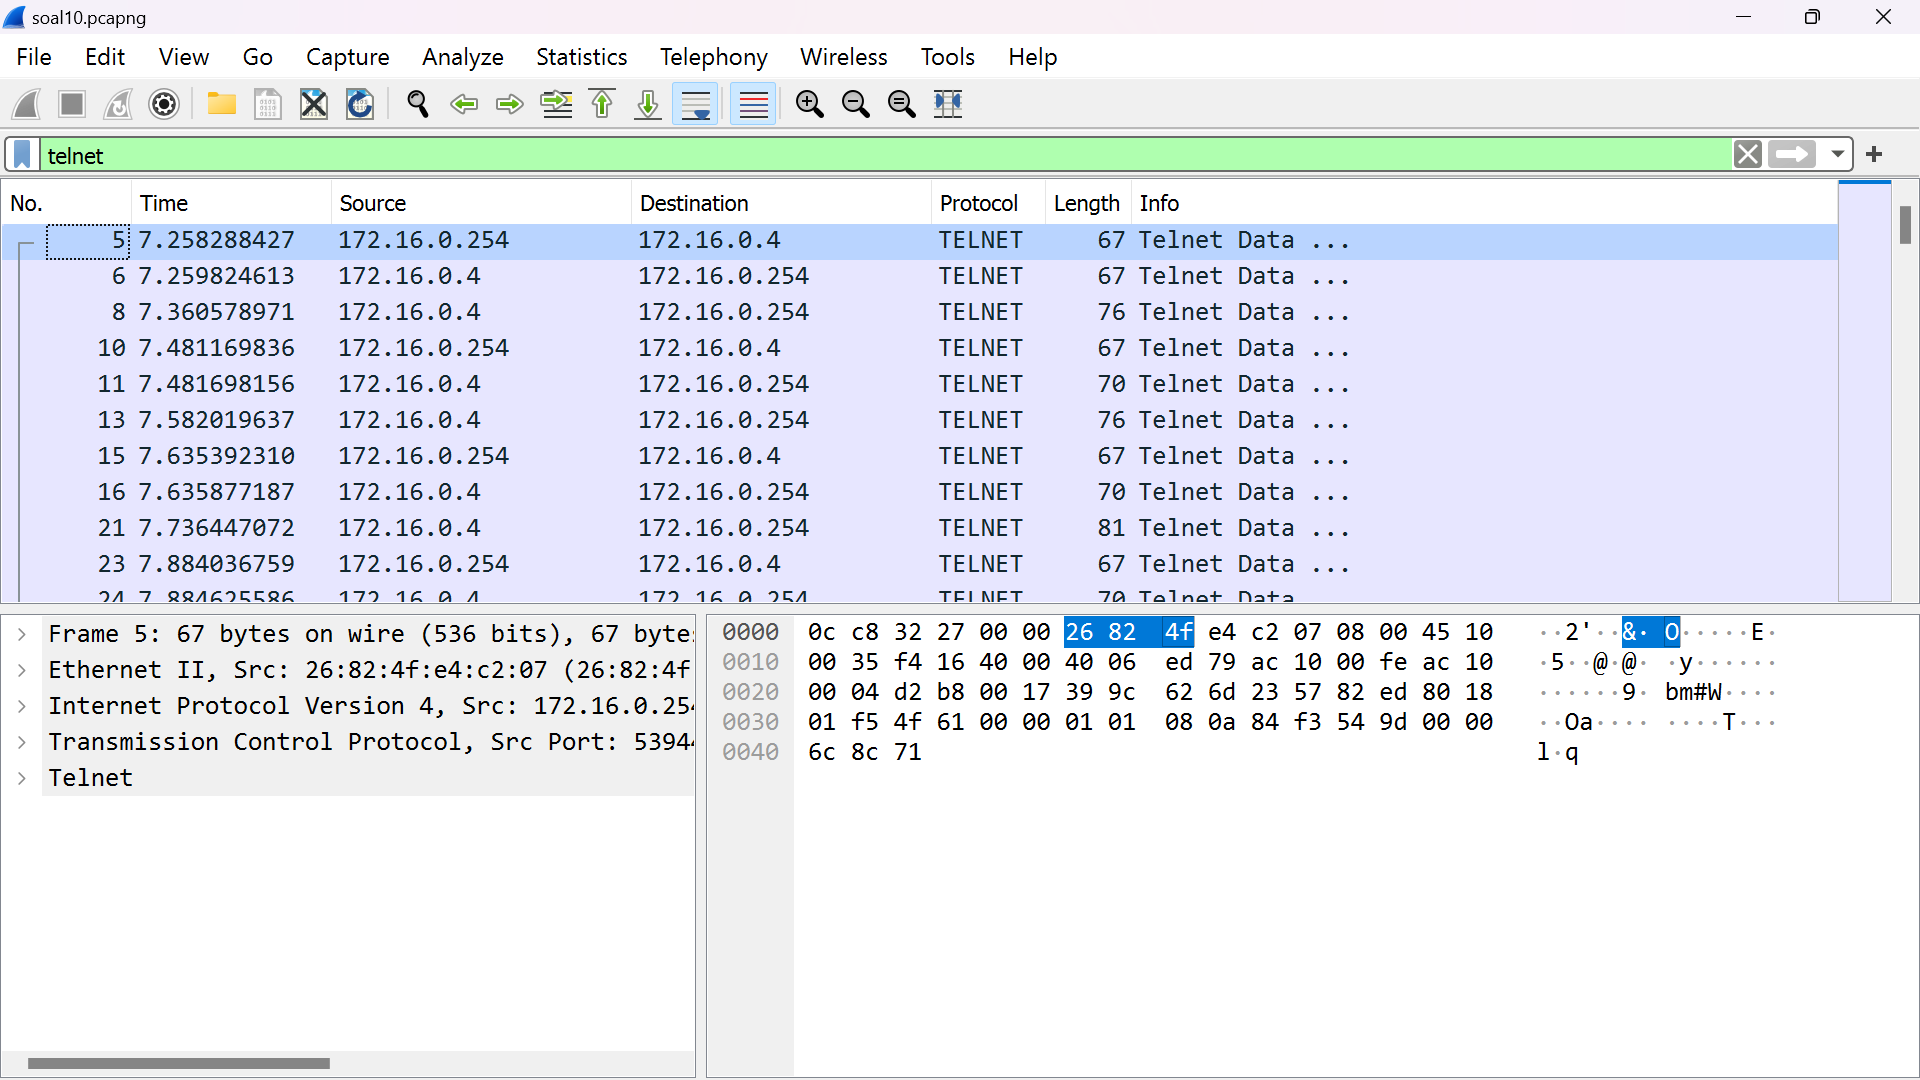 soal10.pcapng
File Edit View Go Capture Analyze Statistics Telephony Wireless Tools Help
telnet
No. Time Source Destination Protocol Length Info
5 7.258288427 172.16.0.254 172.16.0.4 TELNET 67 Telnet Data ...
6 7.259824613 172.16.0.4 172.16.0.254 TELNET 67 Telnet Data ...
8 7.360578971 172.16.0.4 172.16.0.254 TELNET 76 Telnet Data ...
10 7.481169836 172.16.0.254 172.16.0.4 TELNET 67 Telnet Data ...
11 7.481698156 172.16.0.4 172.16.0.254 TELNET 70 Telnet Data ...
13 7.582019637 172.16.0.4 172.16.0.254 TELNET 76 Telnet Data ...
15 7.635392310 172.16.0.254 172.16.0.4 TELNET 67 Telnet Data ...
16 7.635877187 172.16.0.4 172.16.0.254 TELNET 70 Telnet Data ...
21 7.736447072 172.16.0.4 172.16.0.254 TELNET 81 Telnet Data ...
23 7.884036759 172.16.0.254 172.16.0.4 TELNET 67 Telnet Data ...
24 7.884625586 172.16.0.4 172.16.0.254 TELNET 70 Telnet Data
Frame 5: 67 bytes on wire (536 bits), 67 byte
Ethernet II, Src: 26:82:4f:e4:c2:07 (26:82:4f
Internet Protocol Version 4, Src: 172.16.0.25
Transmission Control Protocol, Src Port: 5394
Telnet
0000 0c c8 32 27 00 00 26 82 4f e4 c2 07 08 00 45 10 ··2'··&· O·····E·
0010 00 35 f4 16 40 00 40 06 ed 79 ac 10 00 fe ac 10 ·5··@·@· ·y······
0020 00 04 d2 b8 00 17 39 9c 62 6d 23 57 82 ed 80 18 ······9· bm#W····
0030 01 f5 4f 61 00 00 01 01 08 0a 84 f3 54 9d 00 00 ··Oa···· ····T···
0040 6c 8c 71 l·q